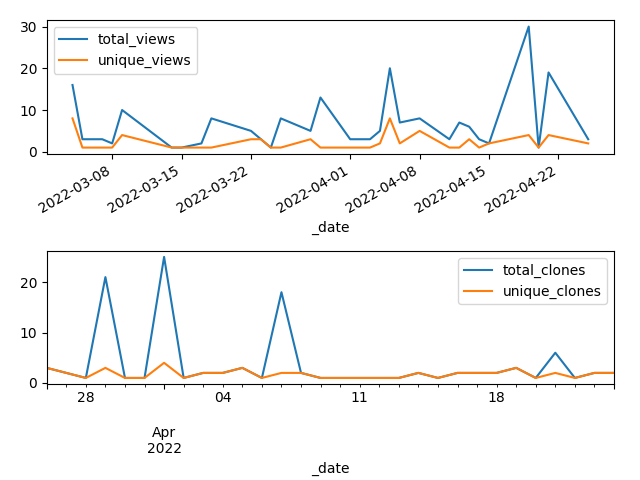 30
20
10
0
total_views
unique_views
2022-03-08
2022-03-15
2022-03-22
2022-04-01
2022-04-08
2022-04-15
2022-04-22
_date
20
10
0
total_clones
unique_clones
28
04
11
18
Apr
2022
_date